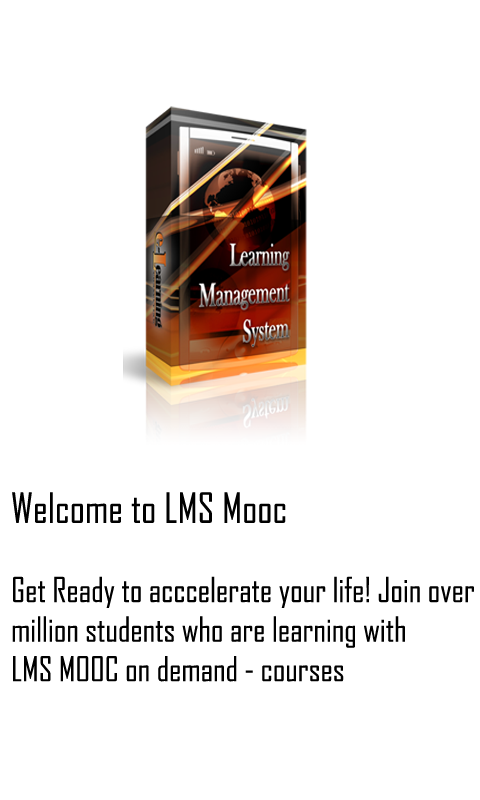 Learning
Management
System
e-Learning
Welcome to LMS Mooc
Get Ready to acccelerate your life! Join over
million students who are learning with
LMS MOOC on demand - courses